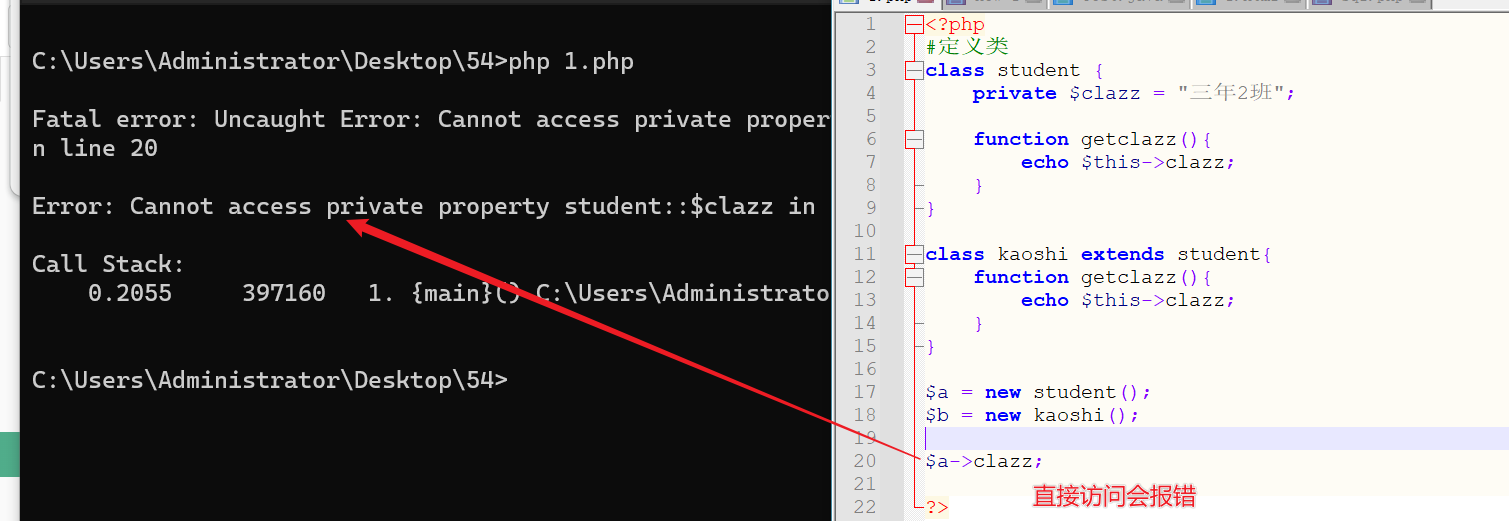 C:\Users\Administrator\Desktop\54>php 1.php
Fatal error: Uncaught Error: Cannot access private proper
n line 20
Error: Cannot access private property student::$clazz in
Call Stack:
0.2055 397160 1. {main}() C:\Users\Administrato
C:\Users\Administrator\Desktop\54>
1 <?php
2 #定义类
3 class student {
4 private $clazz = "三年2班";
5
6 function getclazz(){
7 echo $this->clazz;
8 }
9 }
10
11 class kaoshi extends student{
12 function getclazz(){
13 echo $this->clazz;
14 }
15 }
16
17 $a = new student();
18 $b = new kaoshi();
19
20 $a->clazz;
21
22 ?>
直接访问会报错